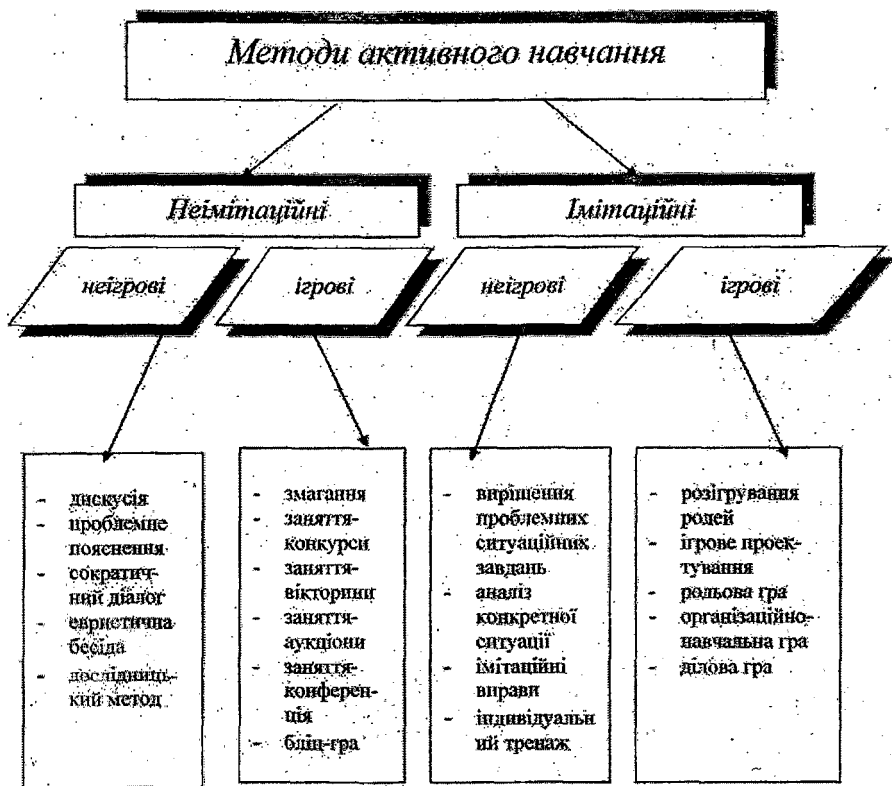 Методи активного навчання
Неімітаційні
Імітаційні
неігрові
ігрові
неігрові
ігрові
- дискусія
- проблемне
пояснення
- сократич-
ний діалог
- евристична
бесіда
- дослідниць-
кий метод
- змагання
- заняття-
конкурси
- заняття-
вікторини
- заняття-
аукціони
- заняття-
конферен-
ція
- бліц-гра
- вирішення
проблемних
ситуаційних
завдань
- аналіз
конкретної
ситуації
- імітаційні
вправи
- індивідуальн
ий тренаж
- розігрування
ролей
- ігрове проек-
тування
- рольова гра
- організаційно-
навчальна гра
- ділова гра